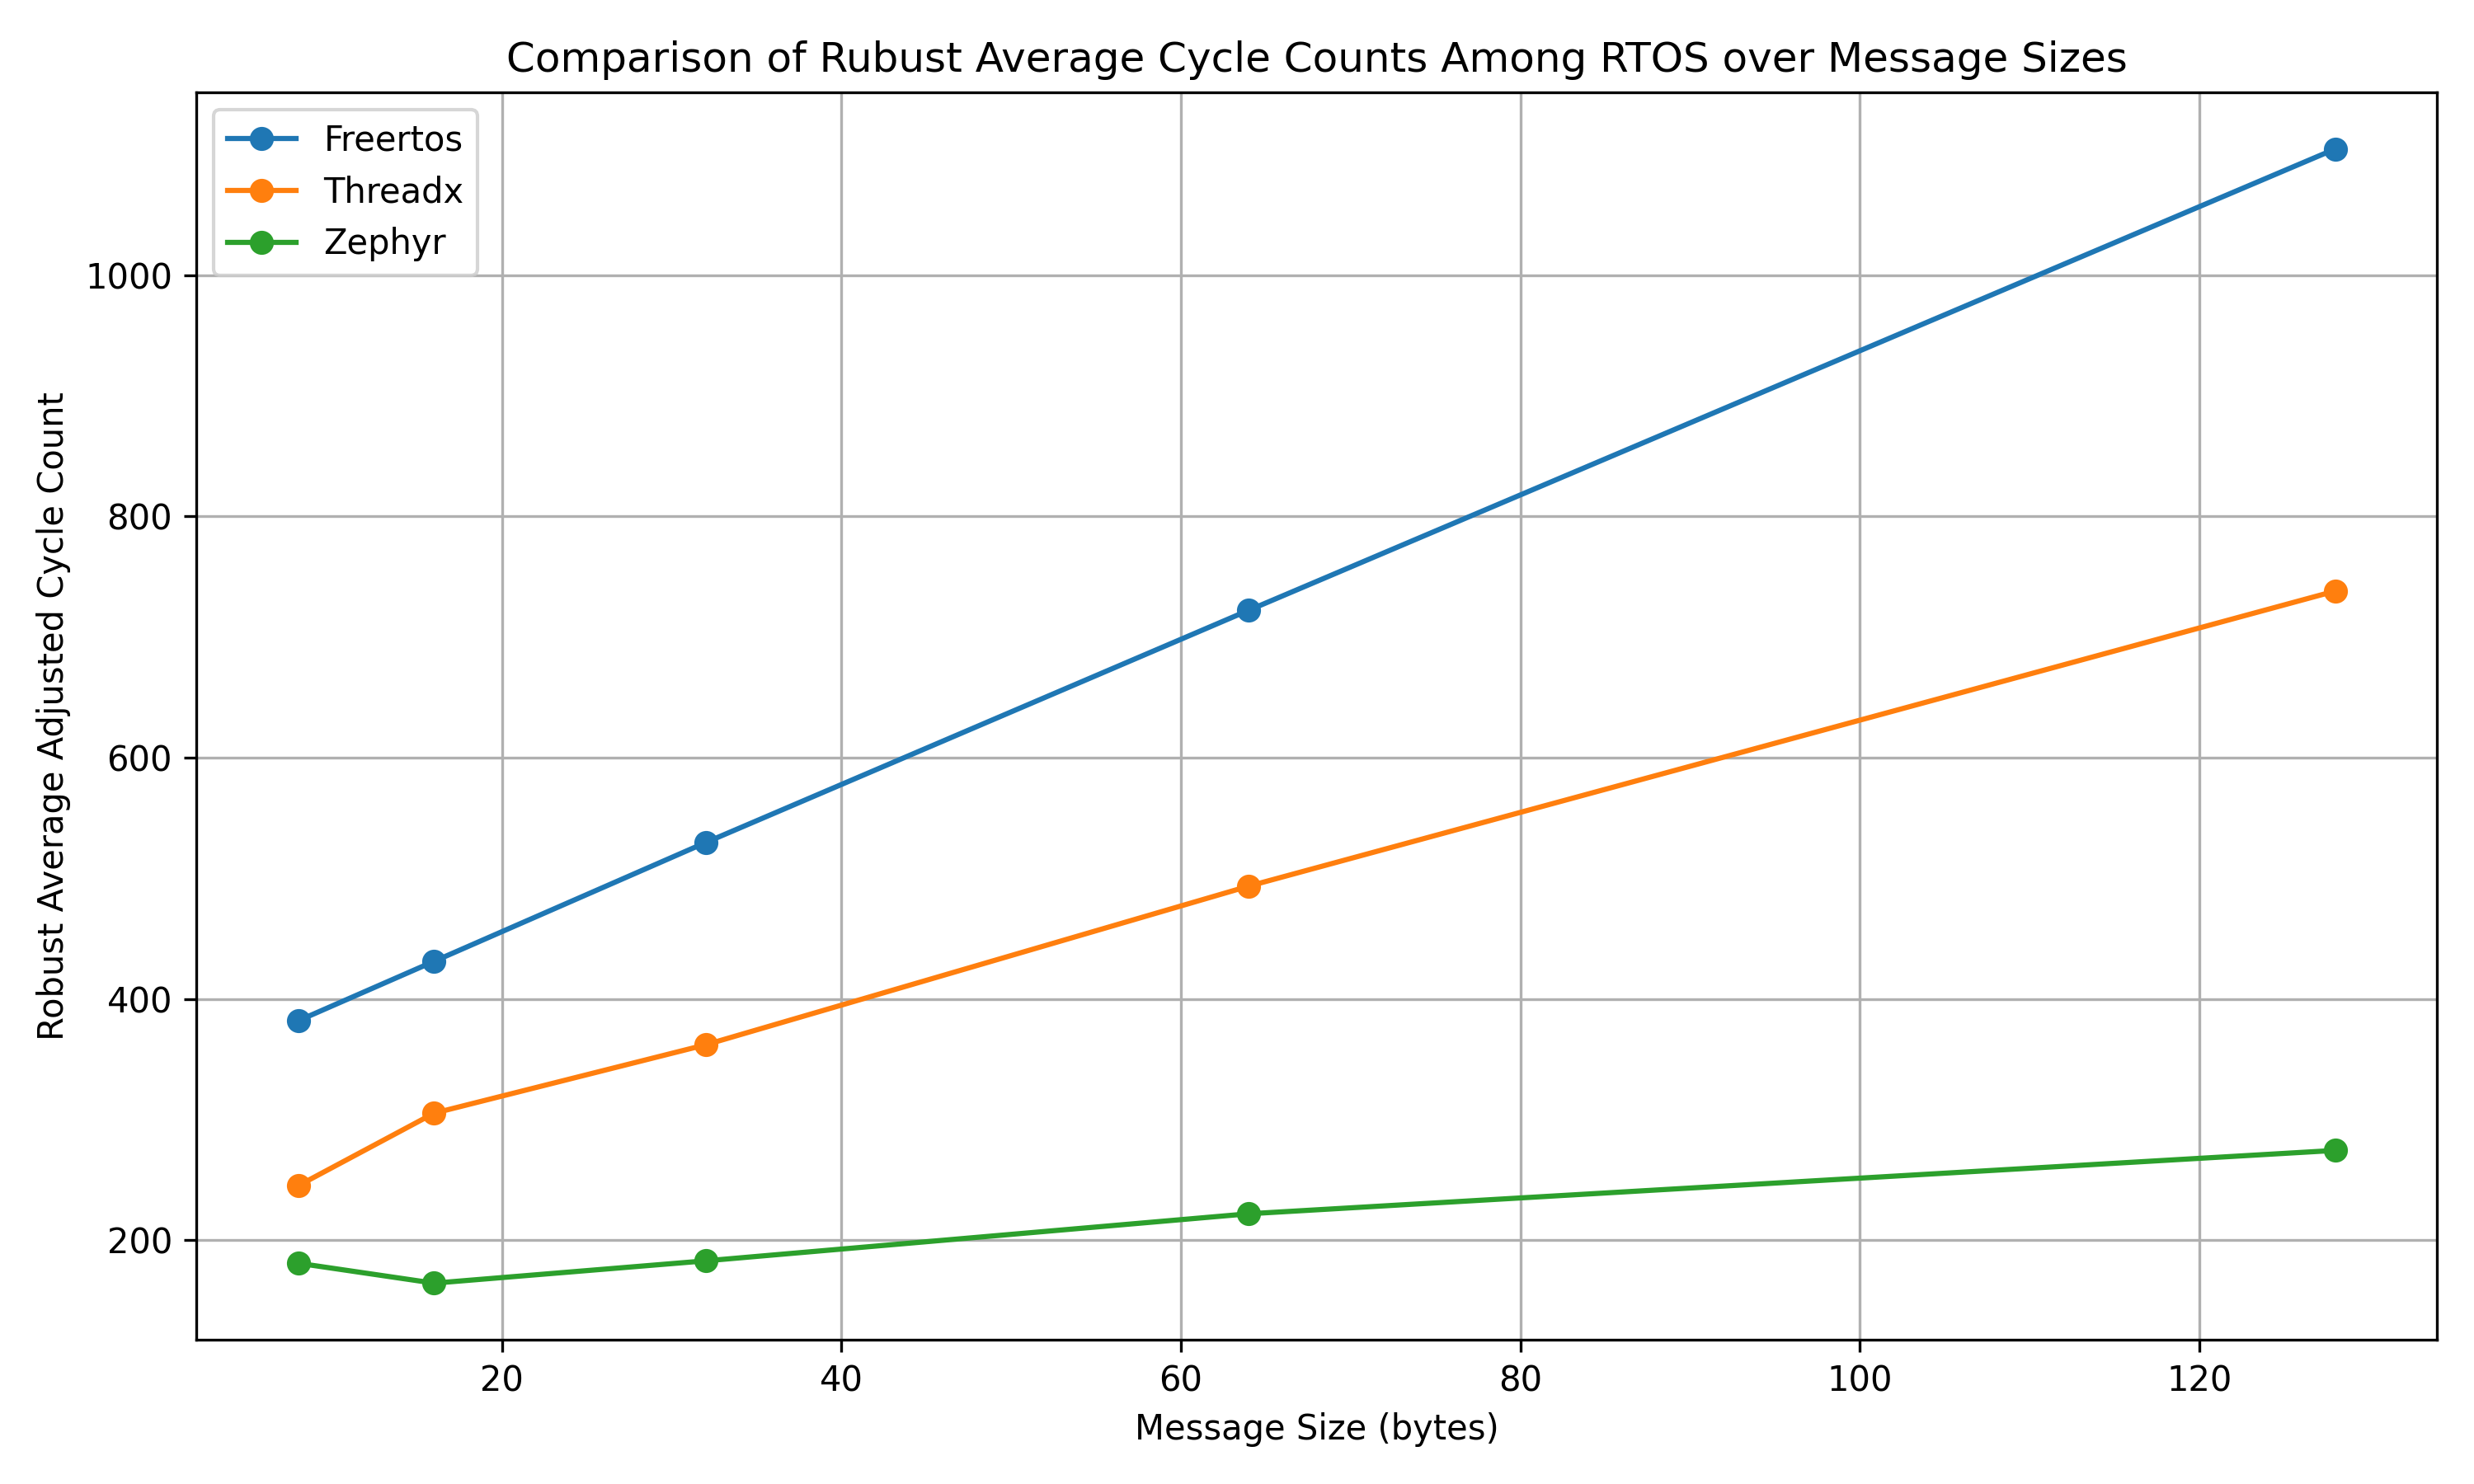 Comparison of Rubust Average Cycle Counts Among RTOS over Message Sizes
Freertos
Threadx
Zephyr
Robust Average Adjusted Cycle Count
1000
800
600
400
200
20 40 60 80 100 120
Message Size (bytes)